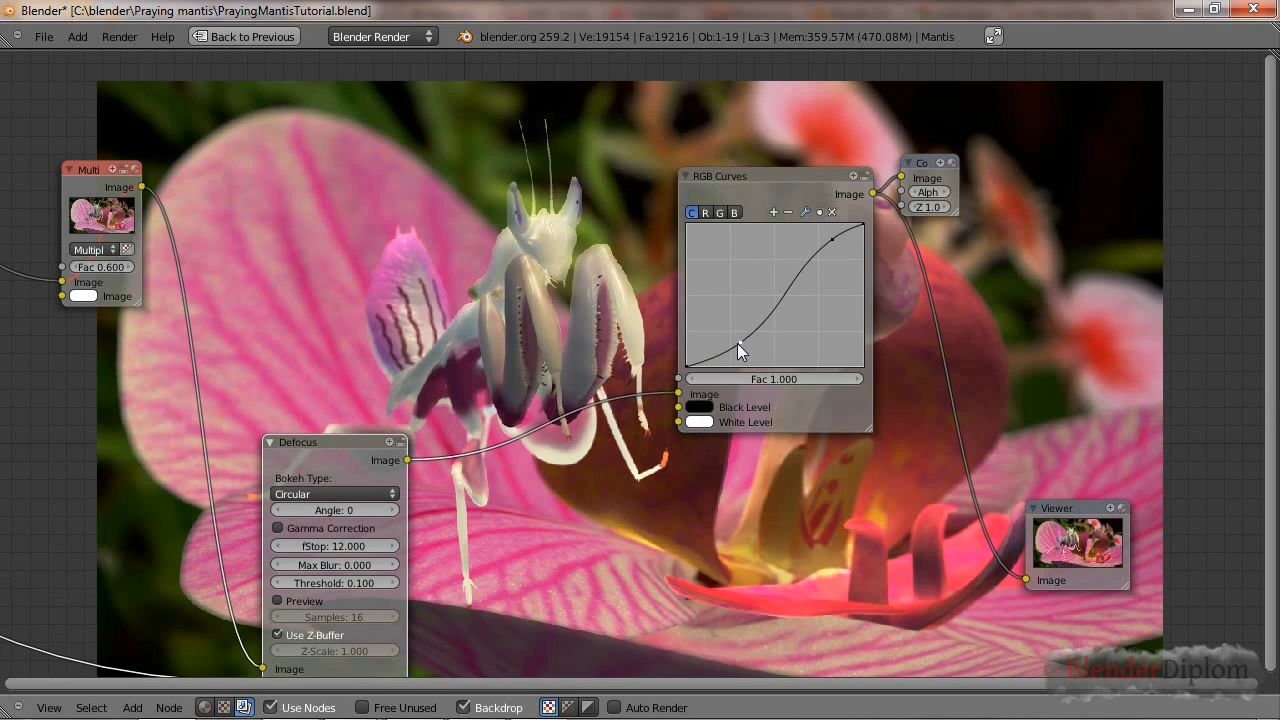 Blender* [C:\blender\Praying mantis\PrayingMantisTutorial.blend]
File Add Render Help Back to Previous Blender Render blender.org 259.2 | Ve:19154 | Fa:19216 | Ob:1-19 | La:3 | Mem:359.57M (470.08M) | Mantis
Multi
Image
Multipl
Fac 0.600
Image
Image
RGB Curves
Image
C R G B
Fac 1.000
Image
Black Level
White Level
Co
Image
Alph
Z 1.0
Defocus
Image
Bokeh Type:
Circular
Angle: 0
Gamma Correction
fStop: 12.000
Max Blur: 0.000
Threshold: 0.100
Preview
Samples: 16
Use Z-Buffer
Z-Scale: 1.000
Image
Viewer
Image
BlenderDiplom
View Select Add Node Use Nodes Free Unused Backdrop Auto Render